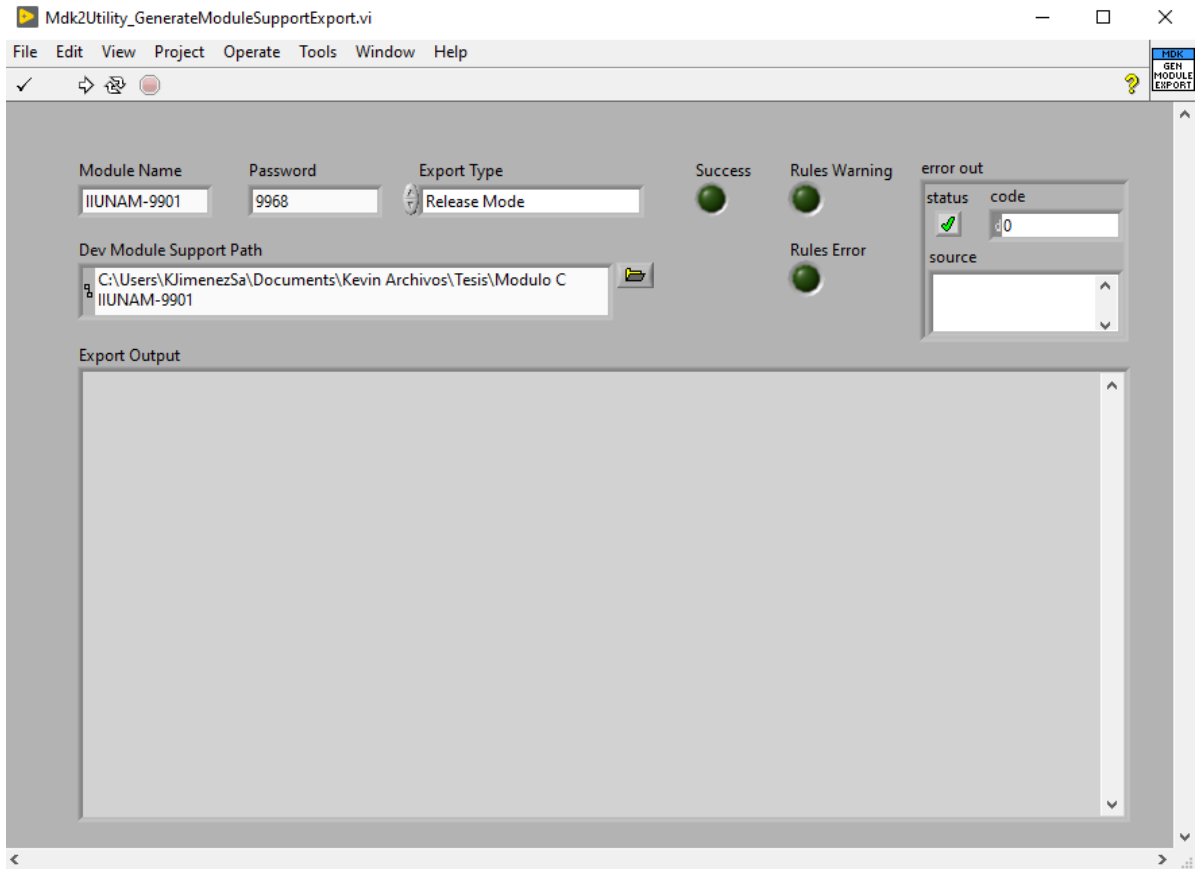 Mdk2Utility_GenerateModuleSupportExport.vi
File Edit View Project Operate Tools Window Help
MDK
GEN
MODULE
EXPORT
Module Name
Password
Export Type
Success
Rules Warning
error out
IIUNAM-9901
9968
Release Mode
status
code
d0
Dev Module Support Path
Rules Error
source
C:\Users\KJimenezSa\Documents\Kevin Archivos\Tesis\Modulo C
IIUNAM-9901
Export Output